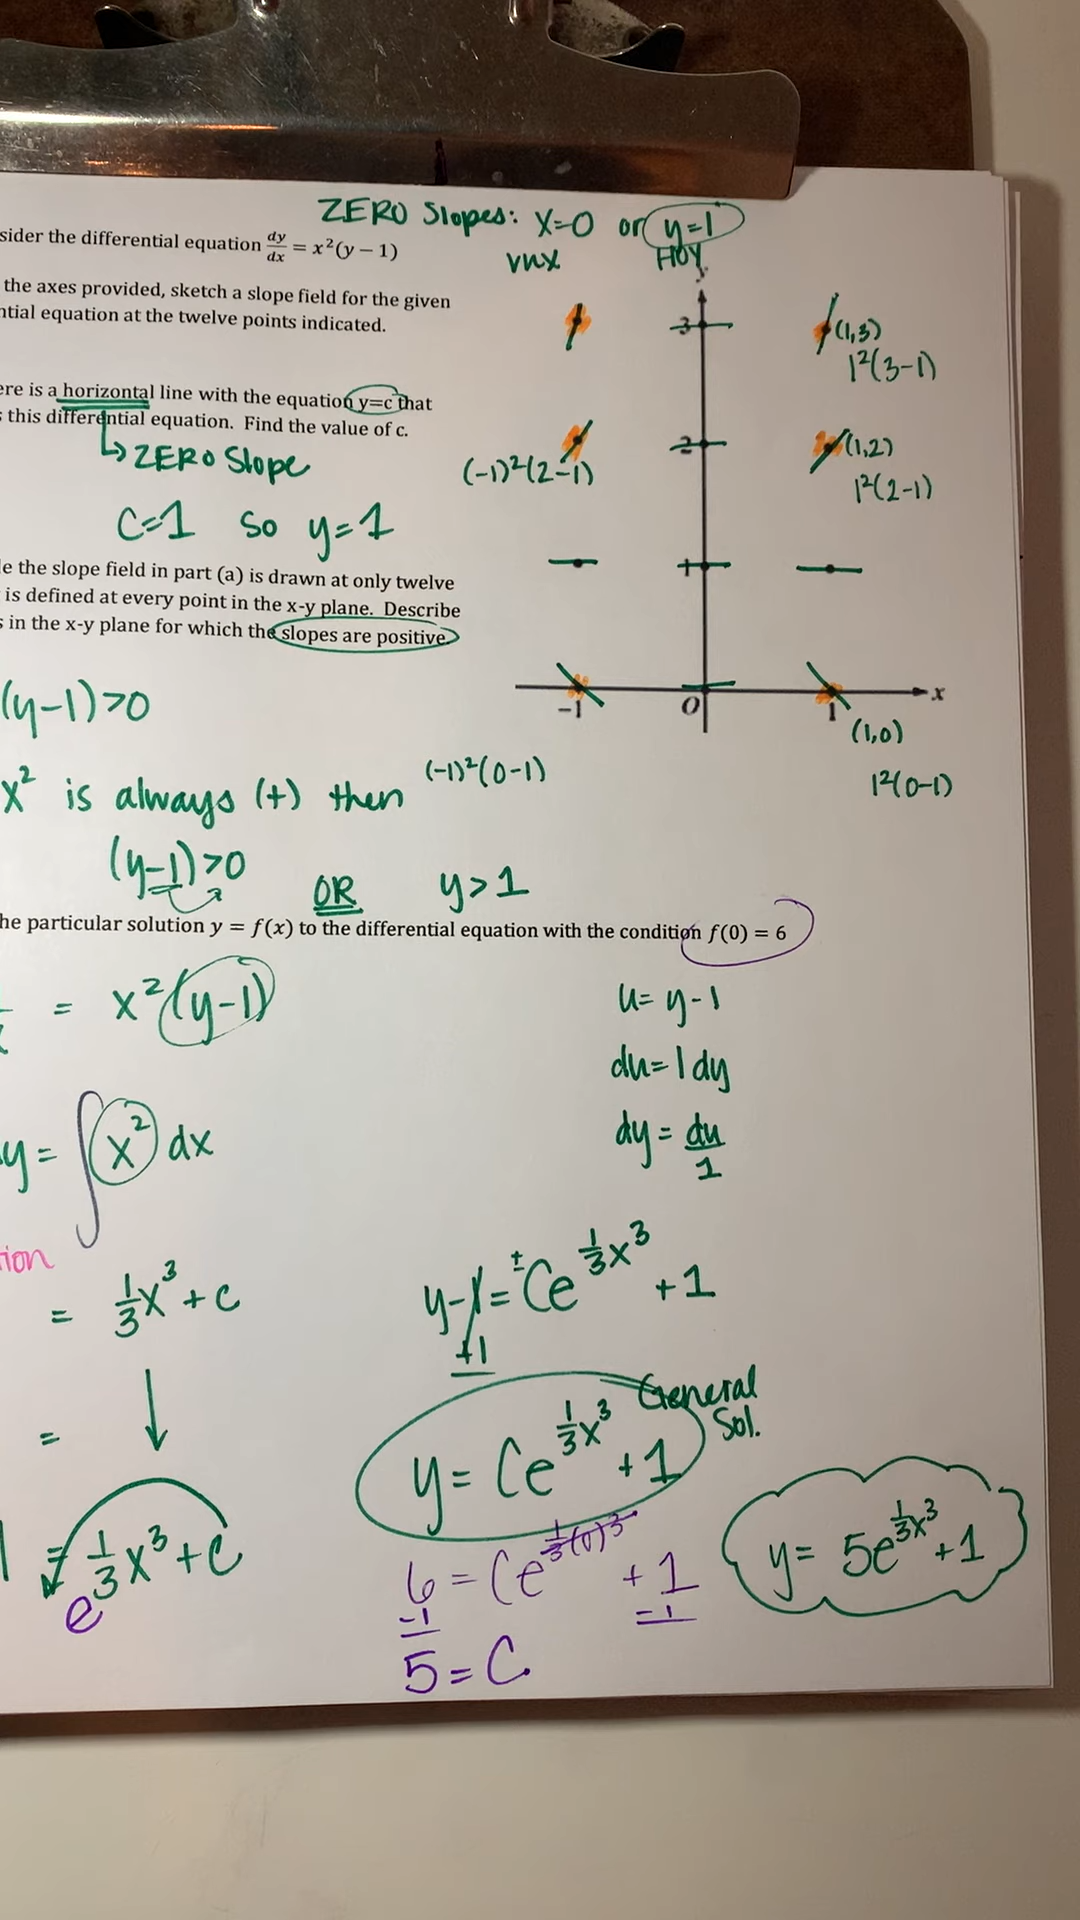 ZERO Slopes: x=0 or y=1
sider the differential equation dy/dx = x²(y − 1)
VUX HOY
the axes provided, sketch a slope field for the given
ntial equation at the twelve points indicated.
y
3
(1,3)
1²(3-1)
ere is a horizontal line with the equation y=c that
this differential equation. Find the value of c.
↳ ZERO Slope
2
(-1)²(2-1)
(1,2)
1²(2-1)
C=1 so y=1
le the slope field in part (a) is drawn at only twelve
is defined at every point in the x-y plane. Describe
s in the x-y plane for which the slopes are positive.
-1 O 1 x
(1,0)
1²(0-1)
(y-1)>0
(-1)²(0-1)
x² is always (+) then
(y-1)>0 OR y>1
he particular solution y = f(x) to the differential equation with the condition f(0) = 6
= x²(y-1)
u= y-1
du=1dy
dy= du/1
y= ∫x² dx
ion
= 1/3x³+c
y-1= ±Ce^1/3x³ +1
+1
=
General
Sol.
y= Ce^1/3x³ +1
1 = e^1/3x³+c
6 = Ce^1/3(0)³ +1
-1 -1
5=C
y= 5e^1/3x³ +1